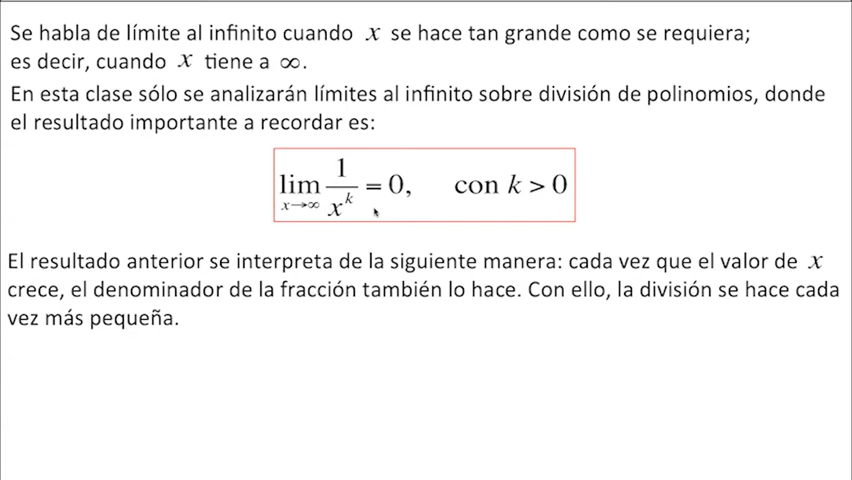 Se habla de límite al infinito cuando x se hace tan grande como se requiera;
es decir, cuando x tiene a ∞.
En esta clase sólo se analizarán límites al infinito sobre división de polinomios, donde
el resultado importante a recordar es:
lim_{x→∞} 1/x^k = 0, con k > 0
El resultado anterior se interpreta de la siguiente manera: cada vez que el valor de x
crece, el denominador de la fracción también lo hace. Con ello, la división se hace cada
vez más pequeña.